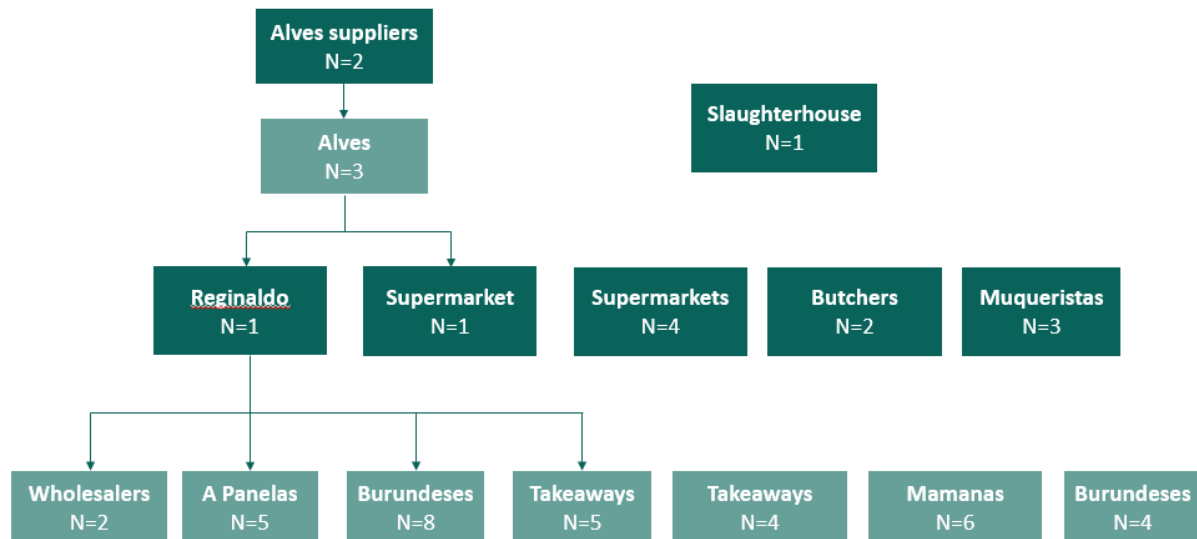 Alves suppliers
N=2
Slaughterhouse
N=1
Alves
N=3
Reginaldo
N=1
Supermarket
N=1
Supermarkets
N=4
Butchers
N=2
Muqueristas
N=3
Wholesalers
N=2
A Panelas
N=5
Burundeses
N=8
Takeaways
N=5
Takeaways
N=4
Mamanas
N=6
Burundeses
N=4